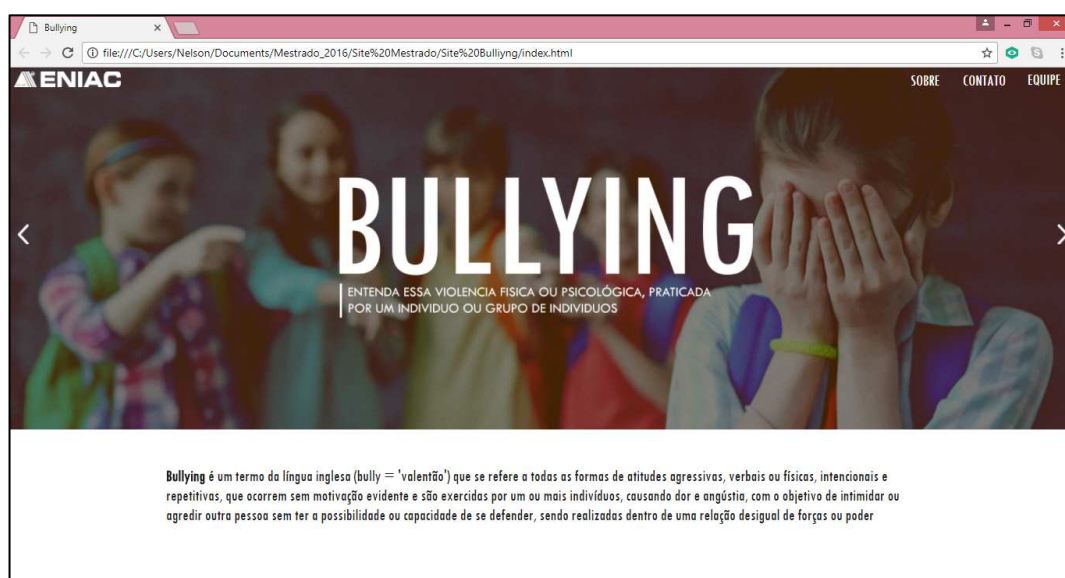 Bullying
file:///C:/Users/Nelson/Documents/Mestrado_2016/Site%20Mestrado/Site%20Bulliyng/index.html
ENIAC
SOBRE CONTATO EQUIPE
BULLYING
ENTENDA ESSA VIOLENCIA FISICA OU PSICOLÓGICA, PRATICADA
POR UM INDIVIDUO OU GRUPO DE INDIVIDUOS
Bullying é um termo da língua inglesa (bully = 'valentão') que se refere a todas as formas de atitudes agressivas, verbais ou físicas, intencionais e
repetitivas, que ocorrem sem motivação evidente e são exercidas por um ou mais indivíduos, causando dor e angústia, com o objetivo de intimidar ou
agredir outra pessoa sem ter a possibilidade ou capacidade de se defender, sendo realizadas dentro de uma relação desigual de forças ou poder